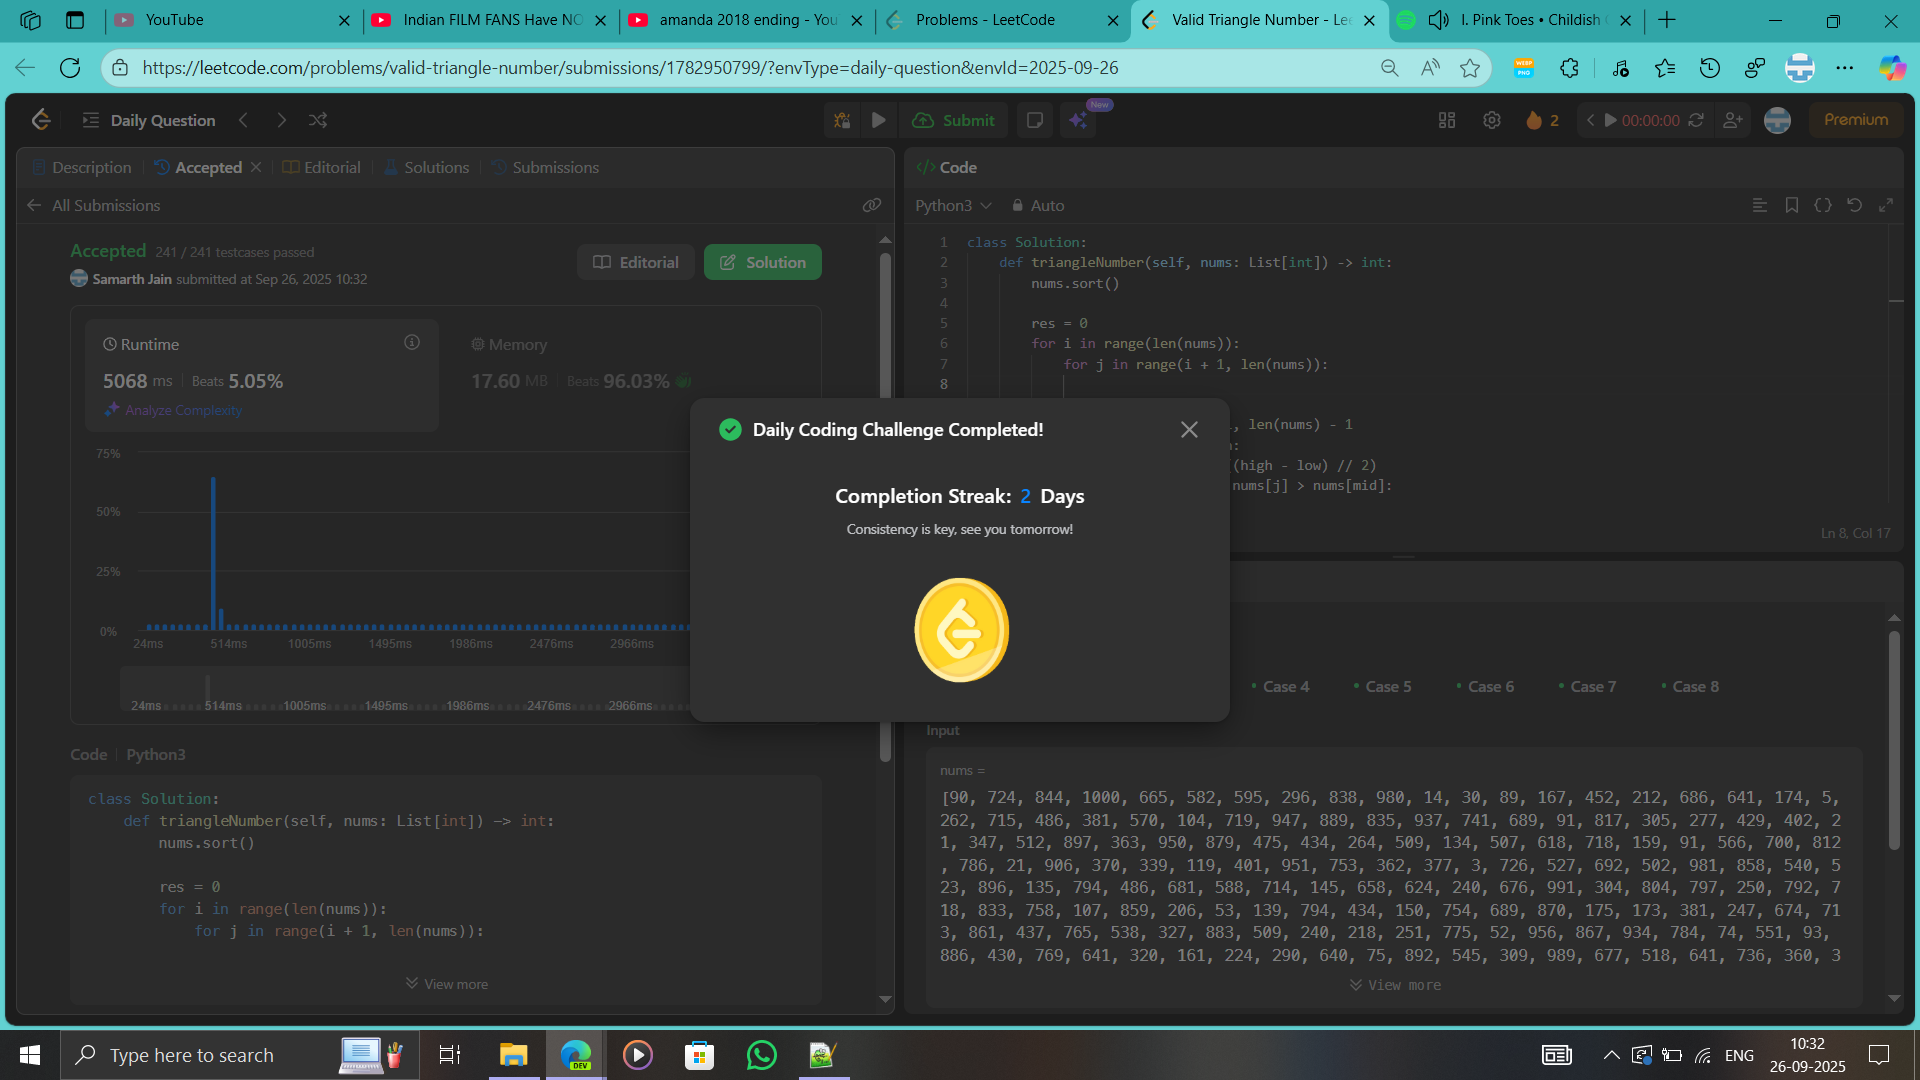 YouTube
Indian FILM FANS Have NO
amanda 2018 ending - You
Problems - LeetCode
Valid Triangle Number - Lee
I. Pink Toes • Childish
https://leetcode.com/problems/valid-triangle-number/submissions/1782950799/?envType=daily-question&envId=2025-09-26
WEBP
PNG
Daily Question
Submit
New
2
00:00:00
Premium
Description
Accepted
Editorial
Solutions
Submissions
</> Code
All Submissions
Python3
Auto
Accepted 241 / 241 testcases passed
Samarth Jain submitted at Sep 26, 2025 10:32
Editorial
Solution
Runtime
5068 ms Beats 5.05%
Analyze Complexity
Memory
17.60 MB Beats 96.03%
75%
50%
25%
0%
24ms 514ms 1005ms 1495ms 1986ms 2476ms 2966ms
24ms 514ms 1005ms 1495ms 1986ms 2476ms 2966ms
Code Python3
class Solution:
def triangleNumber(self, nums: List[int]) -> int:
nums.sort()
res = 0
for i in range(len(nums)):
for j in range(i + 1, len(nums)):
View more
1 class Solution:
2 def triangleNumber(self, nums: List[int]) -> int:
3 nums.sort()
4
5 res = 0
6 for i in range(len(nums)):
7 for j in range(i + 1, len(nums)):
8
, len(nums) - 1
:
(high - low) // 2)
nums[j] > nums[mid]:
Ln 8, Col 17
Daily Coding Challenge Completed!
Completion Streak: 2 Days
Consistency is key, see you tomorrow!
Case 4 Case 5 Case 6 Case 7 Case 8
Input
nums =
[90, 724, 844, 1000, 665, 582, 595, 296, 838, 980, 14, 30, 89, 167, 452, 212, 686, 641, 174, 5,
262, 715, 486, 381, 570, 104, 719, 947, 889, 835, 937, 741, 689, 91, 817, 305, 277, 429, 402, 2
1, 347, 512, 897, 363, 950, 879, 475, 434, 264, 509, 134, 507, 618, 718, 159, 91, 566, 700, 812
, 786, 21, 906, 370, 339, 119, 401, 951, 753, 362, 377, 3, 726, 527, 692, 502, 981, 858, 540, 5
23, 896, 135, 794, 486, 681, 588, 714, 145, 658, 624, 240, 676, 991, 304, 804, 797, 250, 792, 7
18, 833, 758, 107, 859, 206, 53, 139, 794, 434, 150, 754, 689, 870, 175, 173, 381, 247, 674, 71
3, 861, 437, 765, 538, 327, 883, 509, 240, 218, 251, 775, 52, 956, 867, 934, 784, 74, 551, 93,
886, 430, 769, 641, 320, 161, 224, 290, 640, 75, 892, 545, 309, 989, 677, 518, 641, 736, 360, 3
View more
Type here to search
DEV
ENG
10:32
26-09-2025